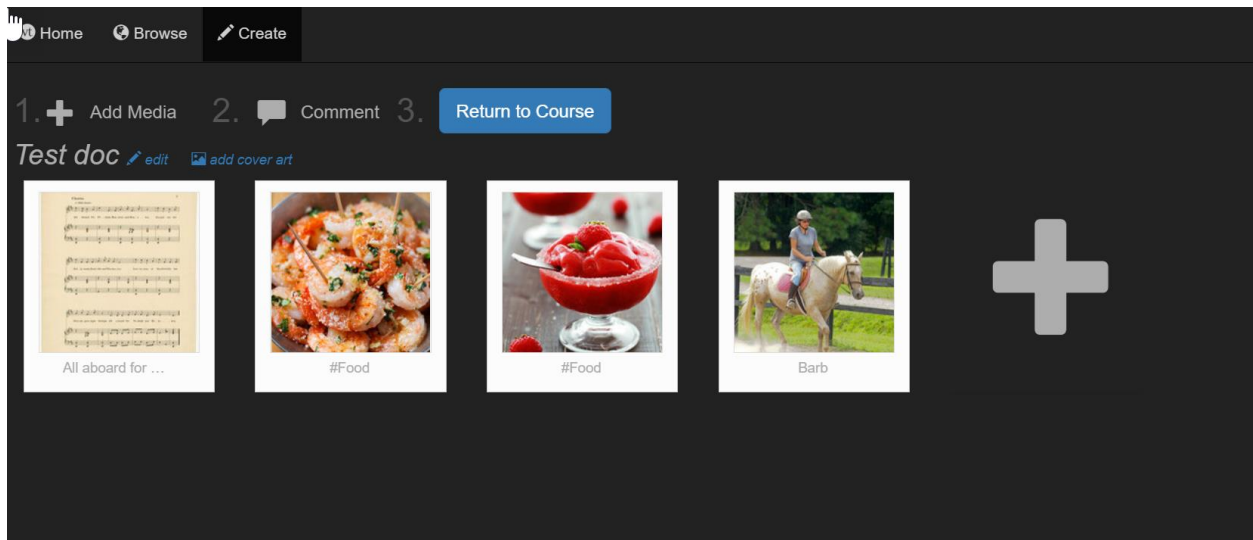 Home Browse Create
1. Add Media 2. Comment 3. Return to Course
Test doc edit add cover art
All aboard for …
#Food
#Food
Barb